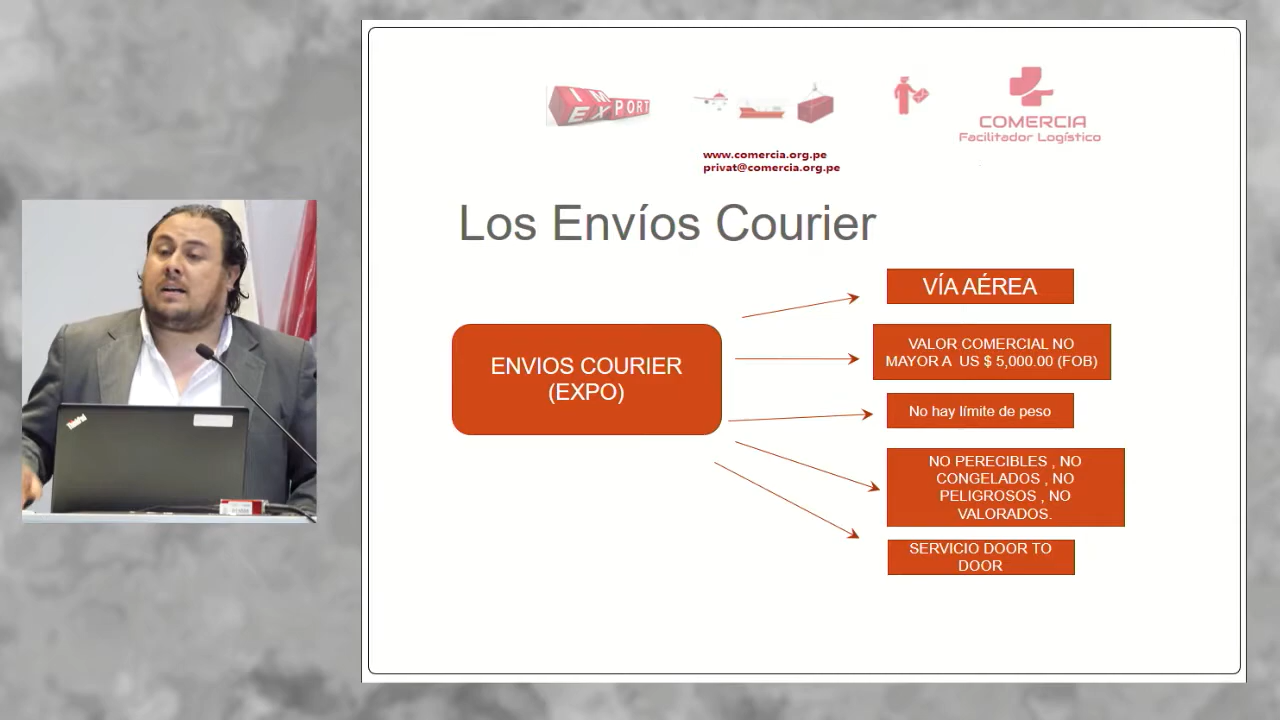 IM
EXPORT
COMERCIA
Facilitador Logístico
www.comercia.org.pe
privat@comercia.org.pe
Los Envíos Courier
ENVIOS COURIER
(EXPO)
VÍA AÉREA
VALOR COMERCIAL NO
MAYOR A US $ 5,000.00 (FOB)
No hay límite de peso
NO PERECIBLES , NO
CONGELADOS , NO
PELIGROSOS , NO
VALORADOS.
SERVICIO DOOR TO
DOOR
ThinkPad